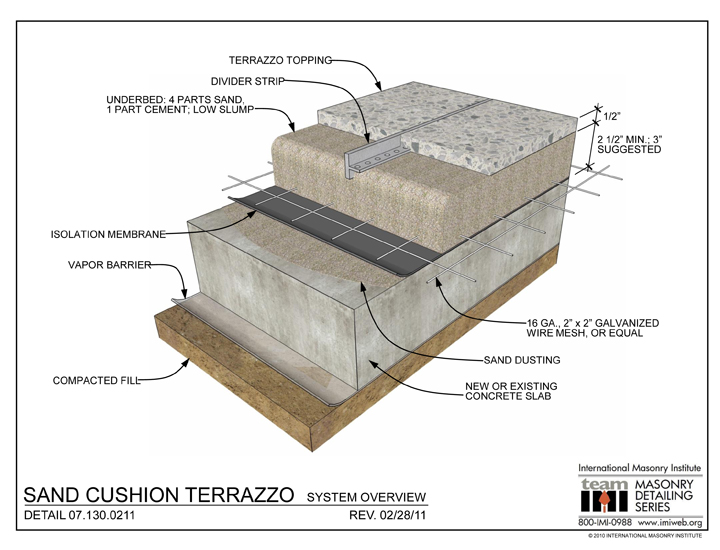 TERRAZZO TOPPING
DIVIDER STRIP
UNDERBED: 4 PARTS SAND,
1 PART CEMENT; LOW SLUMP
1/2”
2 1/2” MIN.; 3”
SUGGESTED
ISOLATION MEMBRANE
VAPOR BARRIER
16 GA., 2” x 2” GALVANIZED
WIRE MESH, OR EQUAL
SAND DUSTING
COMPACTED FILL
NEW OR EXISTING
CONCRETE SLAB
SAND CUSHION TERRAZZO SYSTEM OVERVIEW
DETAIL 07.130.0211 REV. 02/28/11
International Masonry Institute
team
MASONRY
DETAILING
SERIES
800-IMI-0988 www.imiweb.org
© 2010 INTERNATIONAL MASONRY INSTITUTE